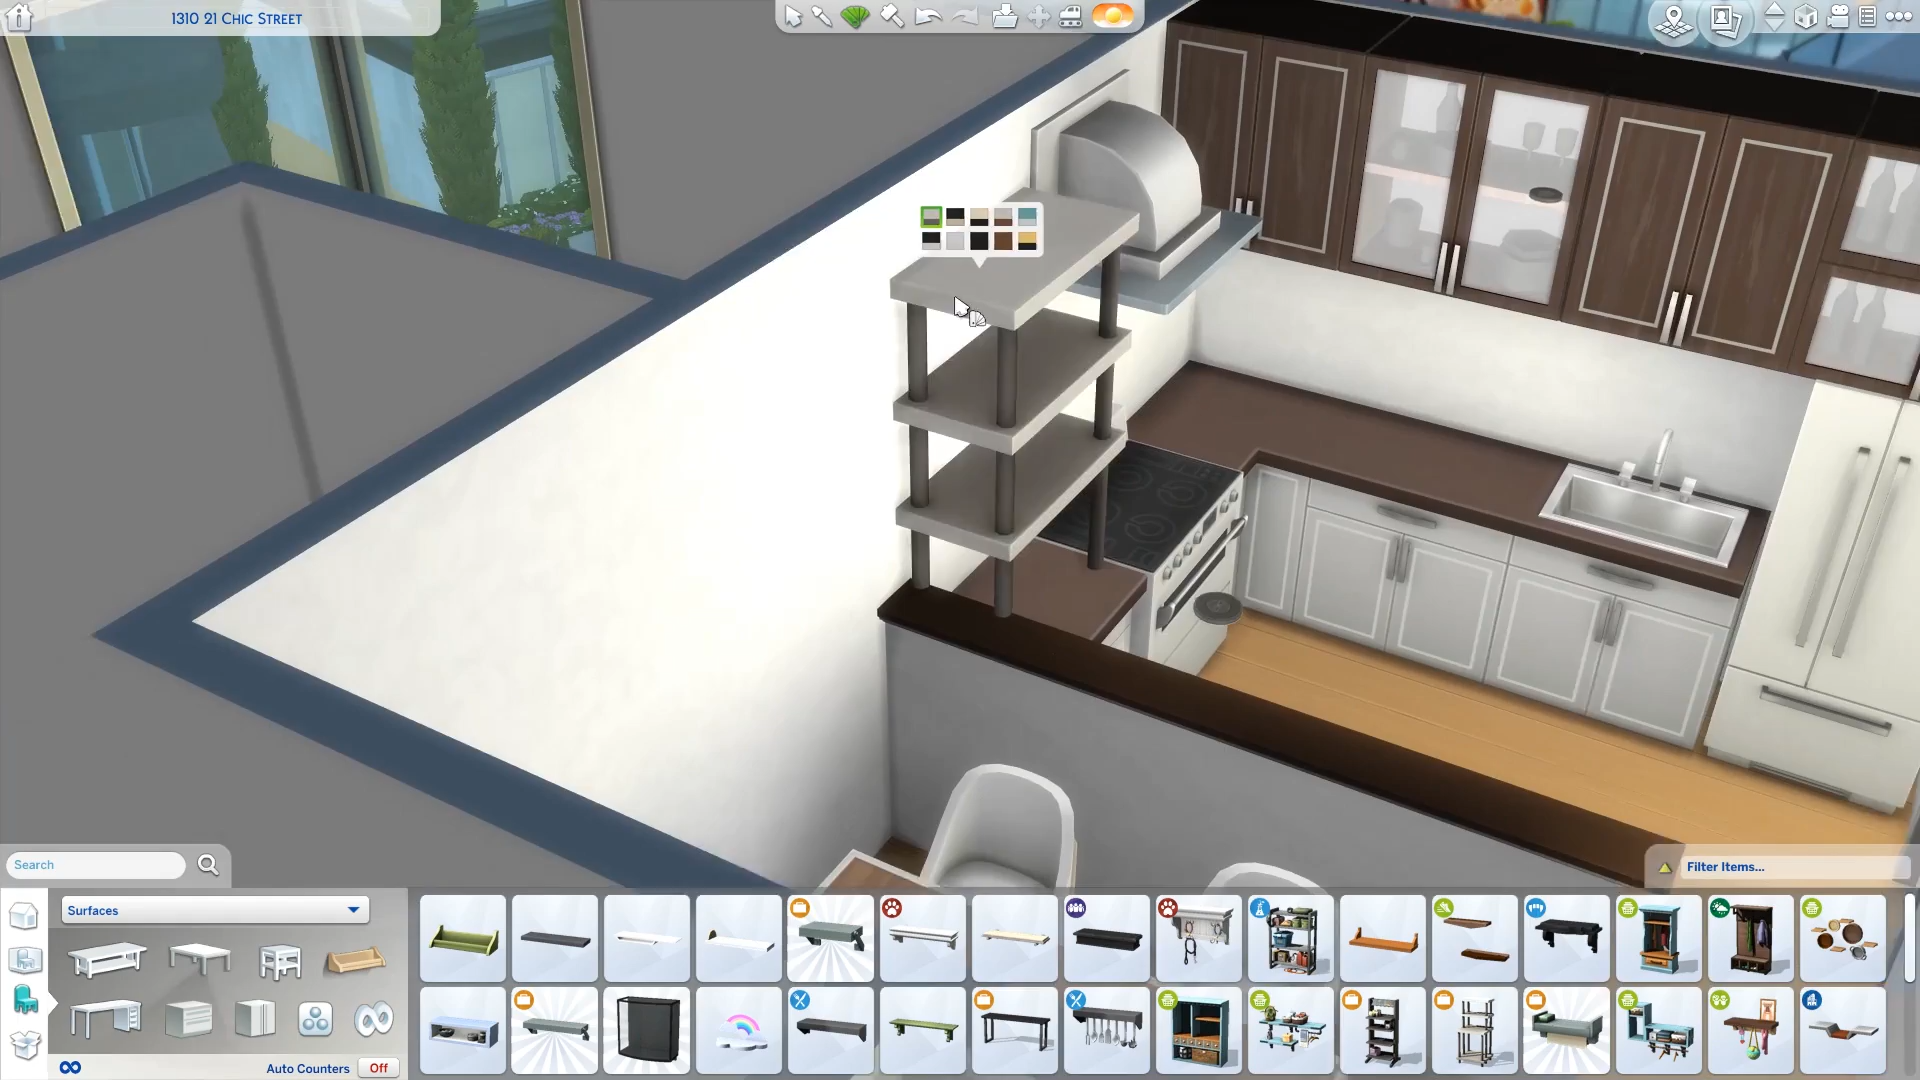 1310 21 Chic Street
Search
Filter Items...
Surfaces
Auto Counters Off